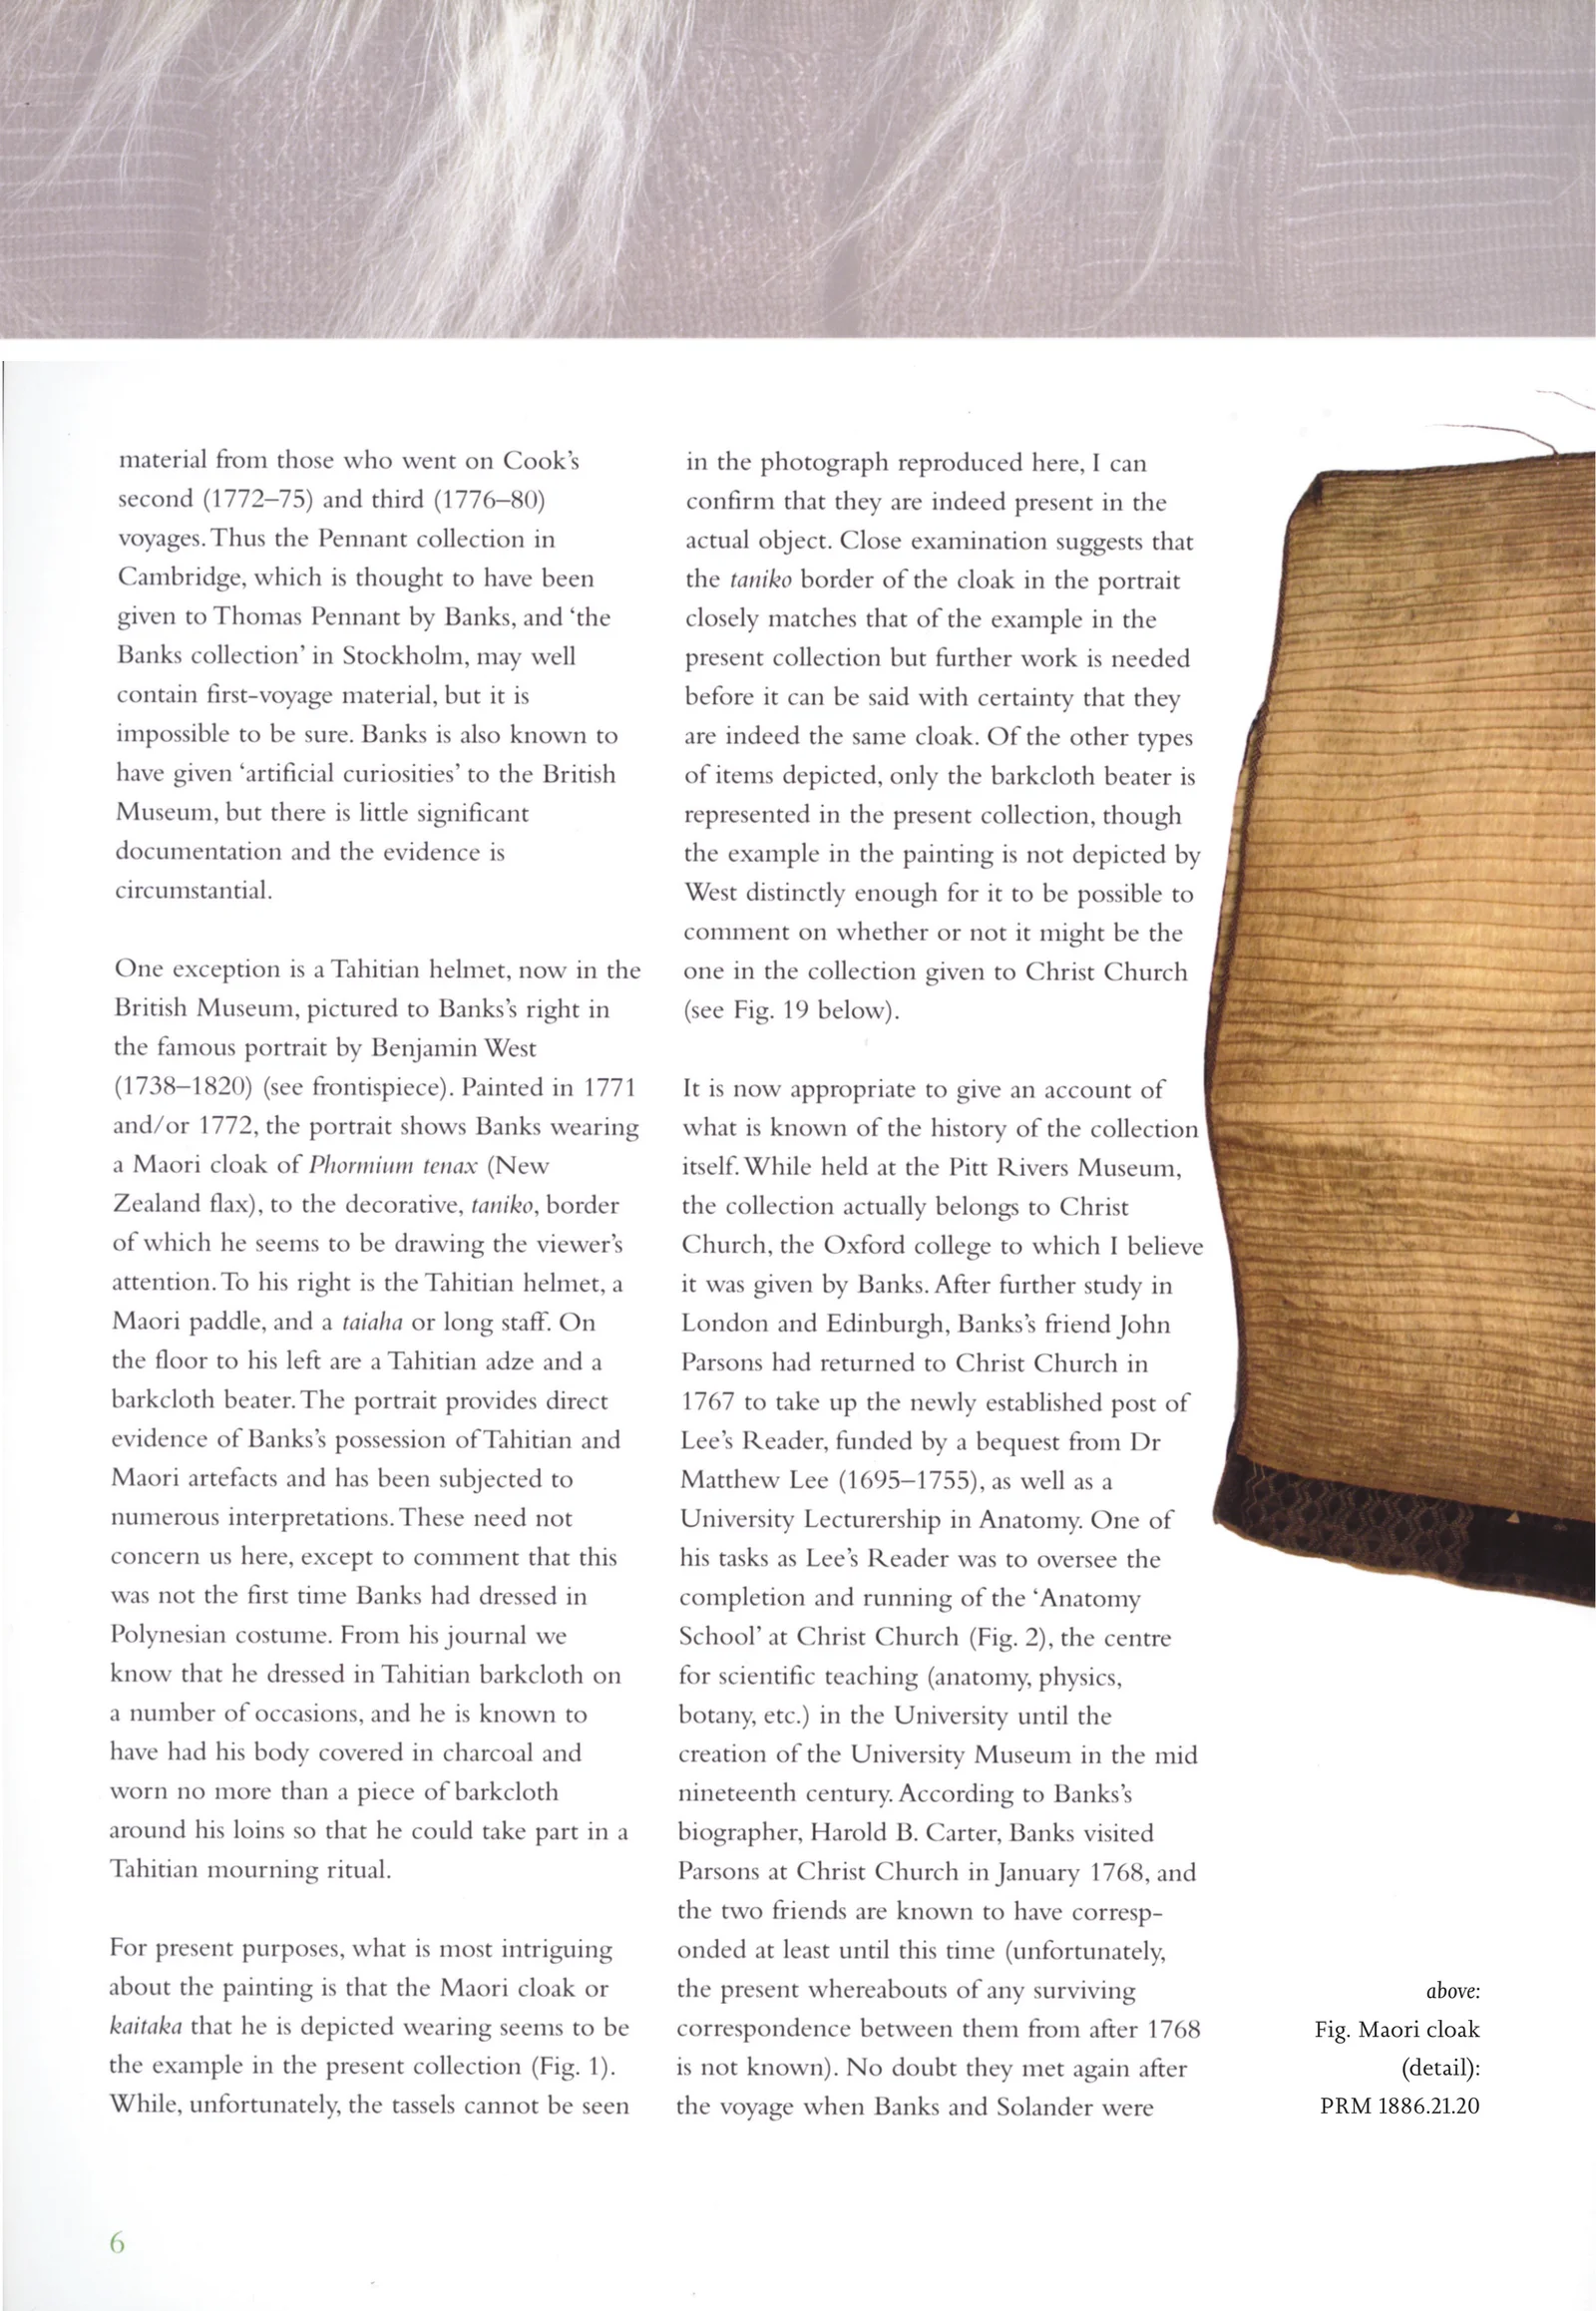 material from those who went on Cook's
second (1772–75) and third (1776–80)
voyages. Thus the Pennant collection in
Cambridge, which is thought to have been
given to Thomas Pennant by Banks, and ‘the
Banks collection’ in Stockholm, may well
contain first-voyage material, but it is
impossible to be sure. Banks is also known to
have given ‘artificial curiosities’ to the British
Museum, but there is little significant
documentation and the evidence is
circumstantial.

One exception is a Tahitian helmet, now in the
British Museum, pictured to Banks’s right in
the famous portrait by Benjamin West
(1738–1820) (see frontispiece). Painted in 1771
and/or 1772, the portrait shows Banks wearing
a Maori cloak of Phormium tenax (New
Zealand flax), to the decorative, taniko, border
of which he seems to be drawing the viewer’s
attention. To his right is the Tahitian helmet, a
Maori paddle, and a taiaha or long staff. On
the floor to his left are a Tahitian adze and a
barkcloth beater. The portrait provides direct
evidence of Banks’s possession of Tahitian and
Maori artefacts and has been subjected to
numerous interpretations. These need not
concern us here, except to comment that this
was not the first time Banks had dressed in
Polynesian costume. From his journal we
know that he dressed in Tahitian barkcloth on
a number of occasions, and he is known to
have had his body covered in charcoal and
worn no more than a piece of barkcloth
around his loins so that he could take part in a
Tahitian mourning ritual.

For present purposes, what is most intriguing
about the painting is that the Maori cloak or
kaitaka that he is depicted wearing seems to be
the example in the present collection (Fig. 1).
While, unfortunately, the tassels cannot be seen
in the photograph reproduced here, I can
confirm that they are indeed present in the
actual object. Close examination suggests that
the taniko border of the cloak in the portrait
closely matches that of the example in the
present collection but further work is needed
before it can be said with certainty that they
are indeed the same cloak. Of the other types
of items depicted, only the barkcloth beater is
represented in the present collection, though
the example in the painting is not depicted by
West distinctly enough for it to be possible to
comment on whether or not it might be the
one in the collection given to Christ Church
(see Fig. 19 below).

It is now appropriate to give an account of
what is known of the history of the collection
itself. While held at the Pitt Rivers Museum,
the collection actually belongs to Christ
Church, the Oxford college to which I believe
it was given by Banks. After further study in
London and Edinburgh, Banks’s friend John
Parsons had returned to Christ Church in
1767 to take up the newly established post of
Lee’s Reader, funded by a bequest from Dr
Matthew Lee (1695–1755), as well as a
University Lecturership in Anatomy. One of
his tasks as Lee’s Reader was to oversee the
completion and running of the ‘Anatomy
School’ at Christ Church (Fig. 2), the centre
for scientific teaching (anatomy, physics,
botany, etc.) in the University until the
creation of the University Museum in the mid
nineteenth century. According to Banks’s
biographer, Harold B. Carter, Banks visited
Parsons at Christ Church in January 1768, and
the two friends are known to have corresp-
onded at least until this time (unfortunately,
the present whereabouts of any surviving
correspondence between them from after 1768
is not known). No doubt they met again after
the voyage when Banks and Solander were
above:
Fig. Maori cloak
(detail):
PRM 1886.21.20
6